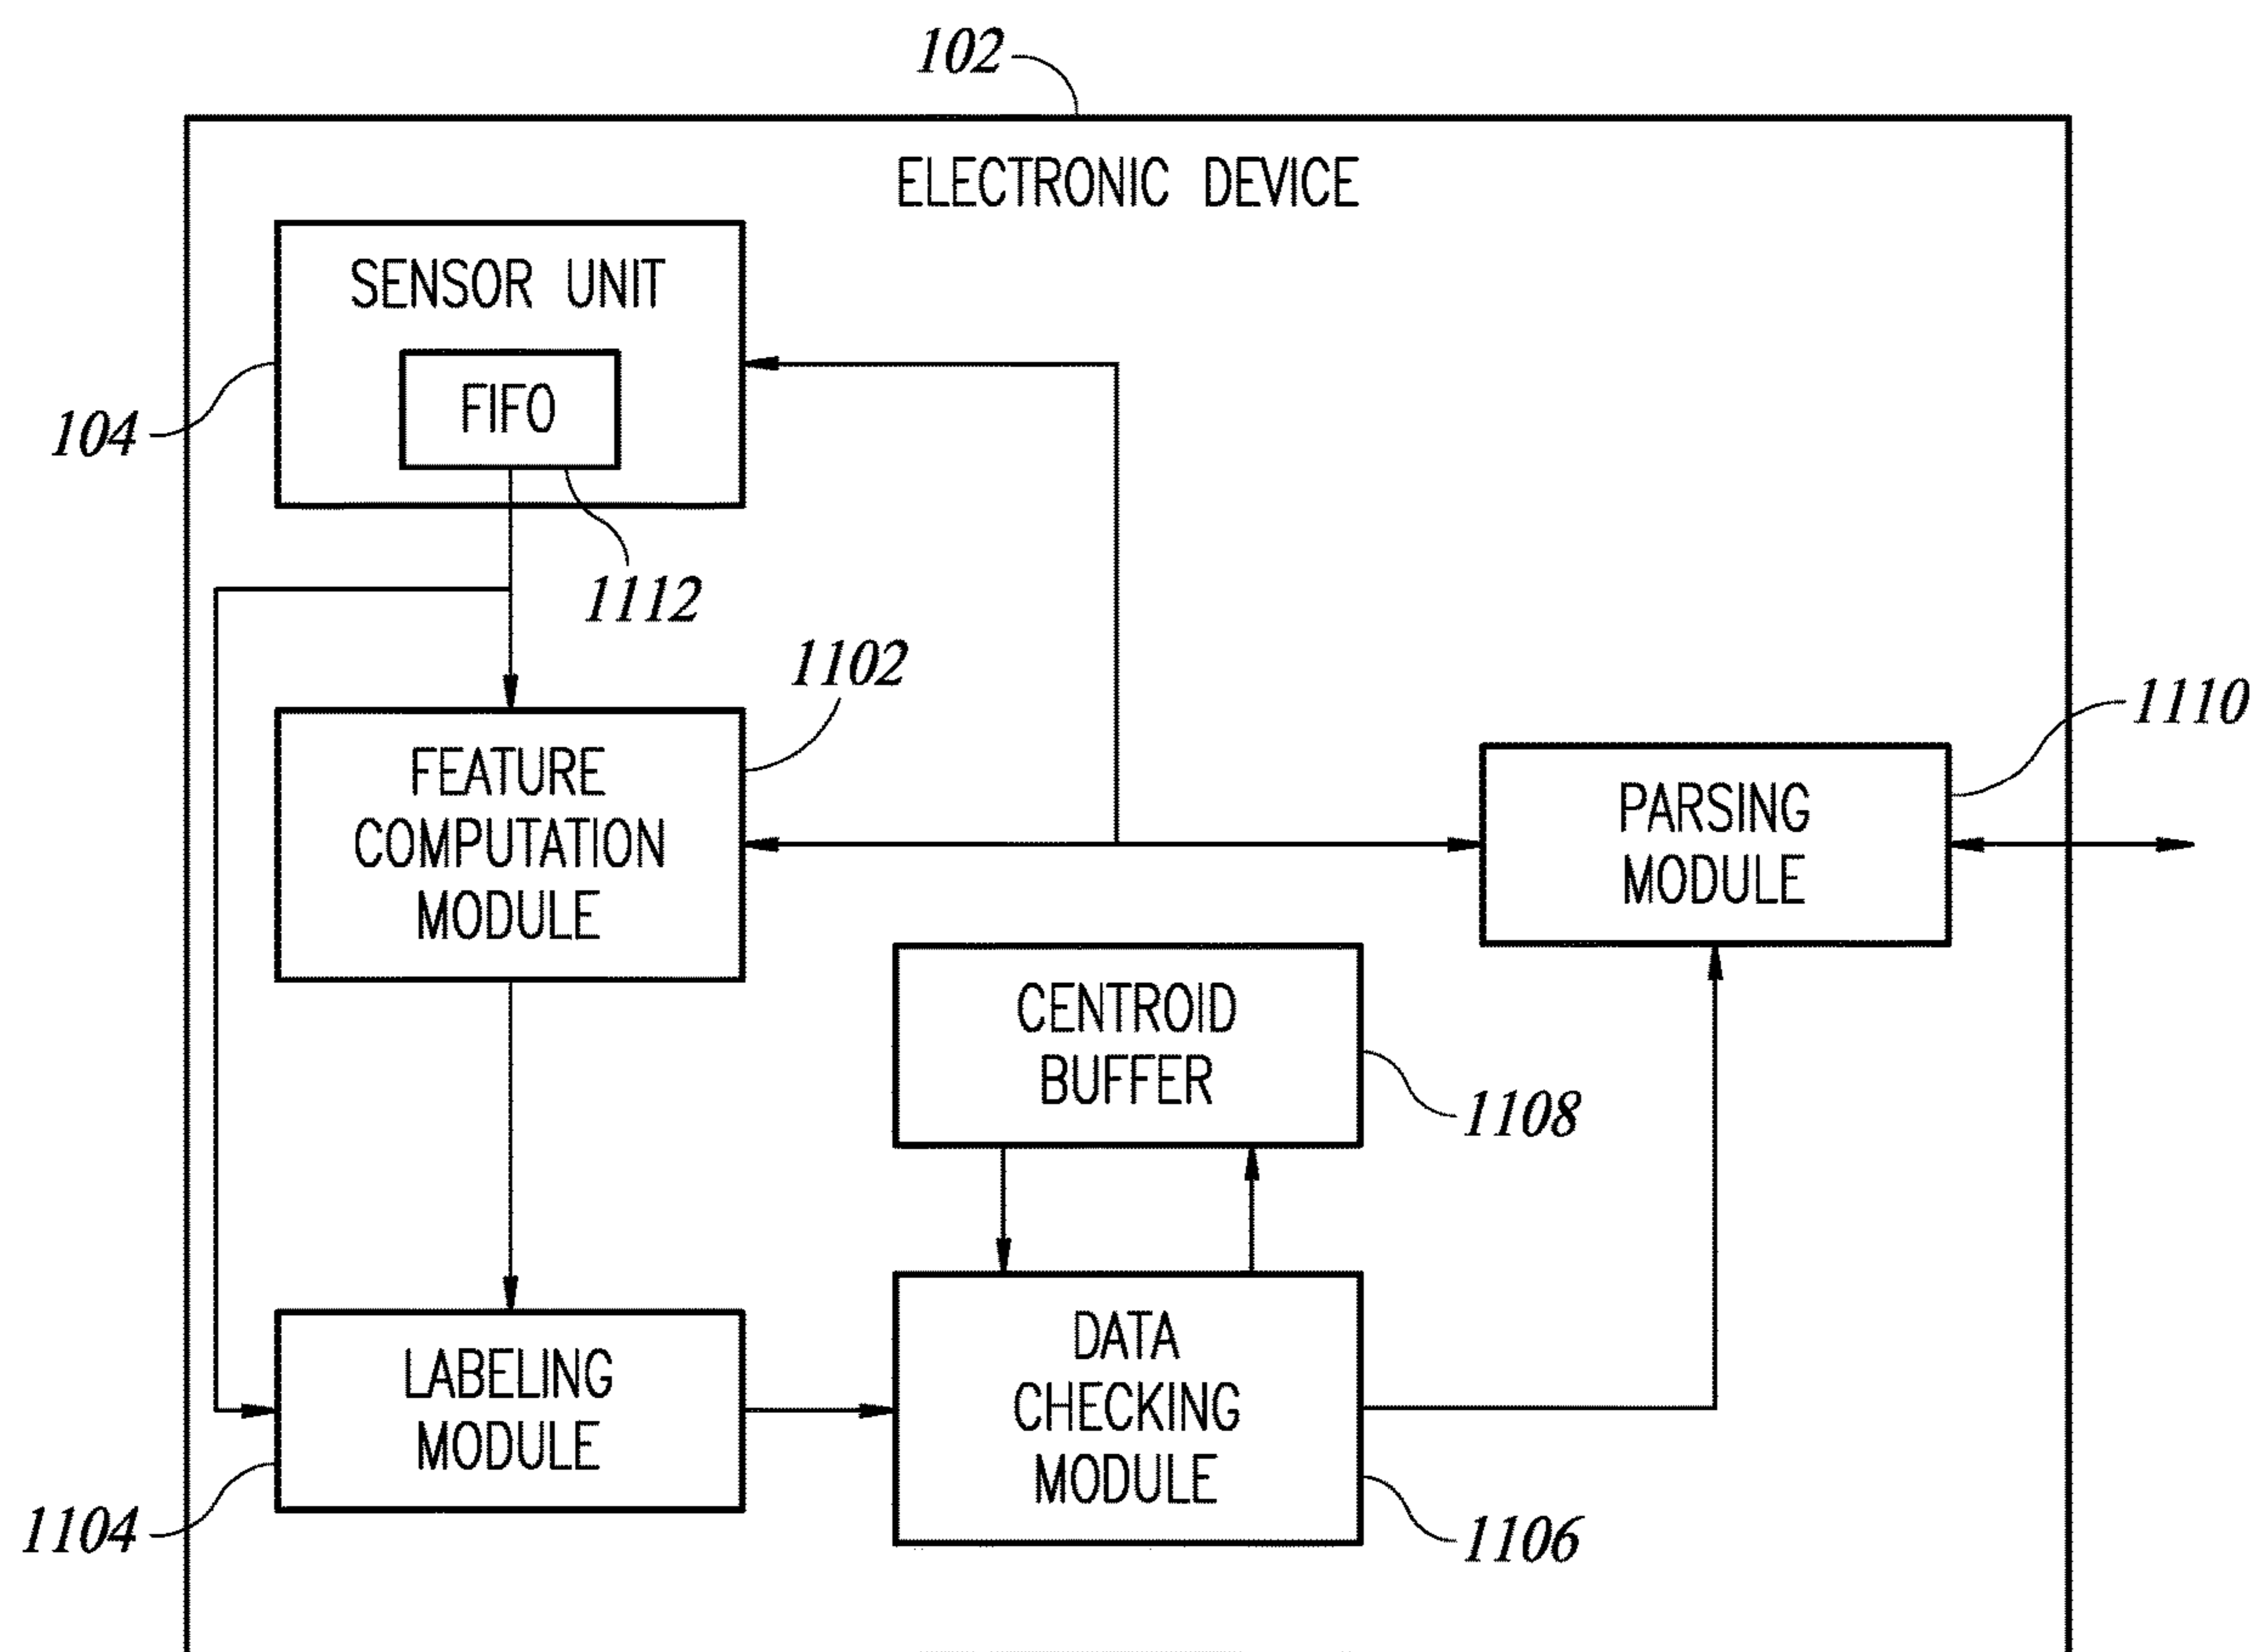 102
ELECTRONIC DEVICE
SENSOR UNIT
FIFO
104
1112
1102
FEATURE
COMPUTATION
MODULE
1110
PARSING
MODULE
CENTROID
BUFFER
1108
LABELING
MODULE
1104
DATA
CHECKING
MODULE
1106